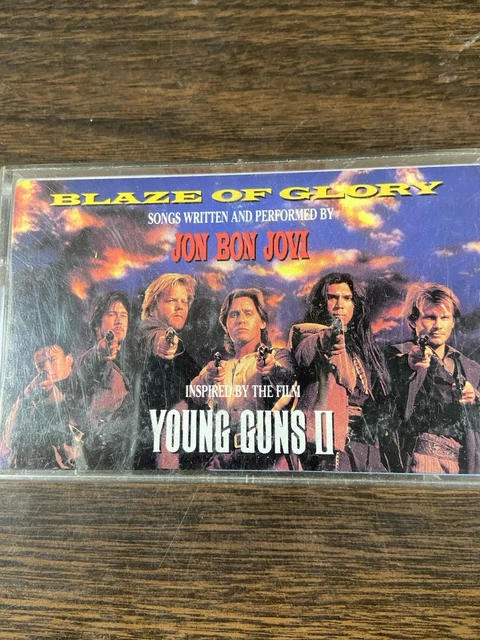 BLAZE OF GLORY
SONGS WRITTEN AND PERFORMED BY
JON BON JOVI
INSPIRED BY THE FILM
YOUNG GUNS II